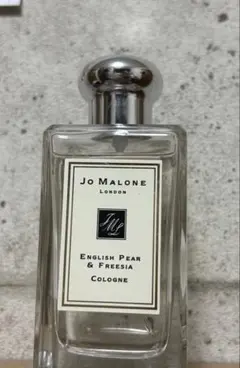 JO MALONE
LONDON
ENGLISH PEAR
& FREESIA
COLOGNE